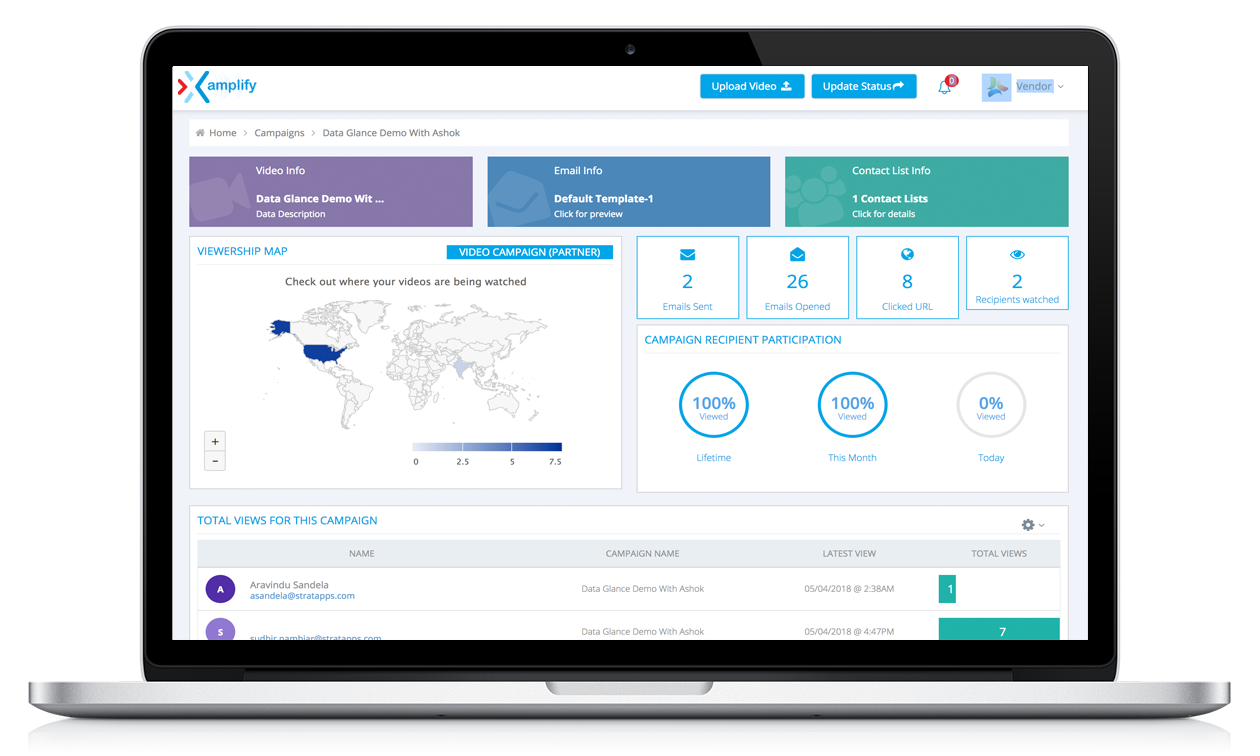 amplify
Upload Video
Update Status
0
Vendor
Home > Campaigns > Data Glance Demo With Ashok
Video Info
Data Glance Demo Wit ...
Data Description
Email Info
Default Template-1
Click for preview
Contact List Info
1 Contact Lists
Click for details
VIEWERSHIP MAP
VIDEO CAMPAIGN (PARTNER)
Check out where your videos are being watched
+
−
0 2.5 5 7.5
2
Emails Sent
26
Emails Opened
8
Clicked URL
2
Recipients watched
CAMPAIGN RECIPIENT PARTICIPATION
100%
Viewed
Lifetime
100%
Viewed
This Month
0%
Viewed
Today
TOTAL VIEWS FOR THIS CAMPAIGN
NAME CAMPAIGN NAME LATEST VIEW TOTAL VIEWS
A
Aravindu Sandela
asandela@stratapps.com
Data Glance Demo With Ashok
05/04/2018 @ 2:38AM
1
S
sudhir.nambiar@stratapps.com
Data Glance Demo With Ashok
05/04/2018 @ 4:47PM
7